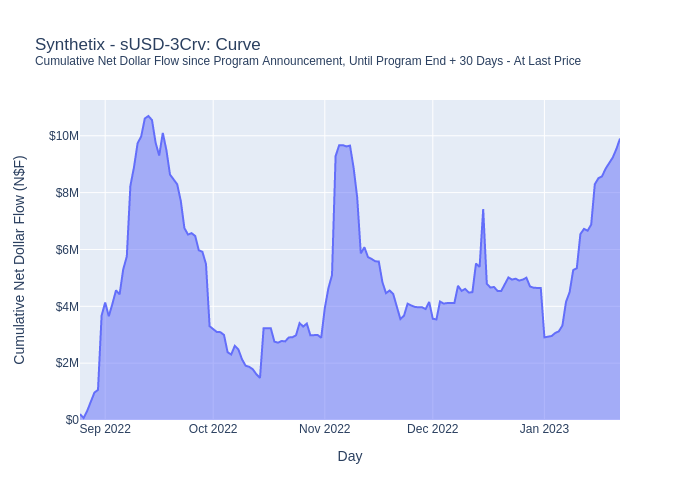 Synthetix - sUSD-3Crv: Curve
Cumulative Net Dollar Flow since Program Announcement, Until Program End + 30 Days - At Last Price
Cumulative Net Dollar Flow (N$F)
$10M
$8M
$6M
$4M
$2M
$0
Sep 2022 Oct 2022 Nov 2022 Dec 2022 Jan 2023
Day